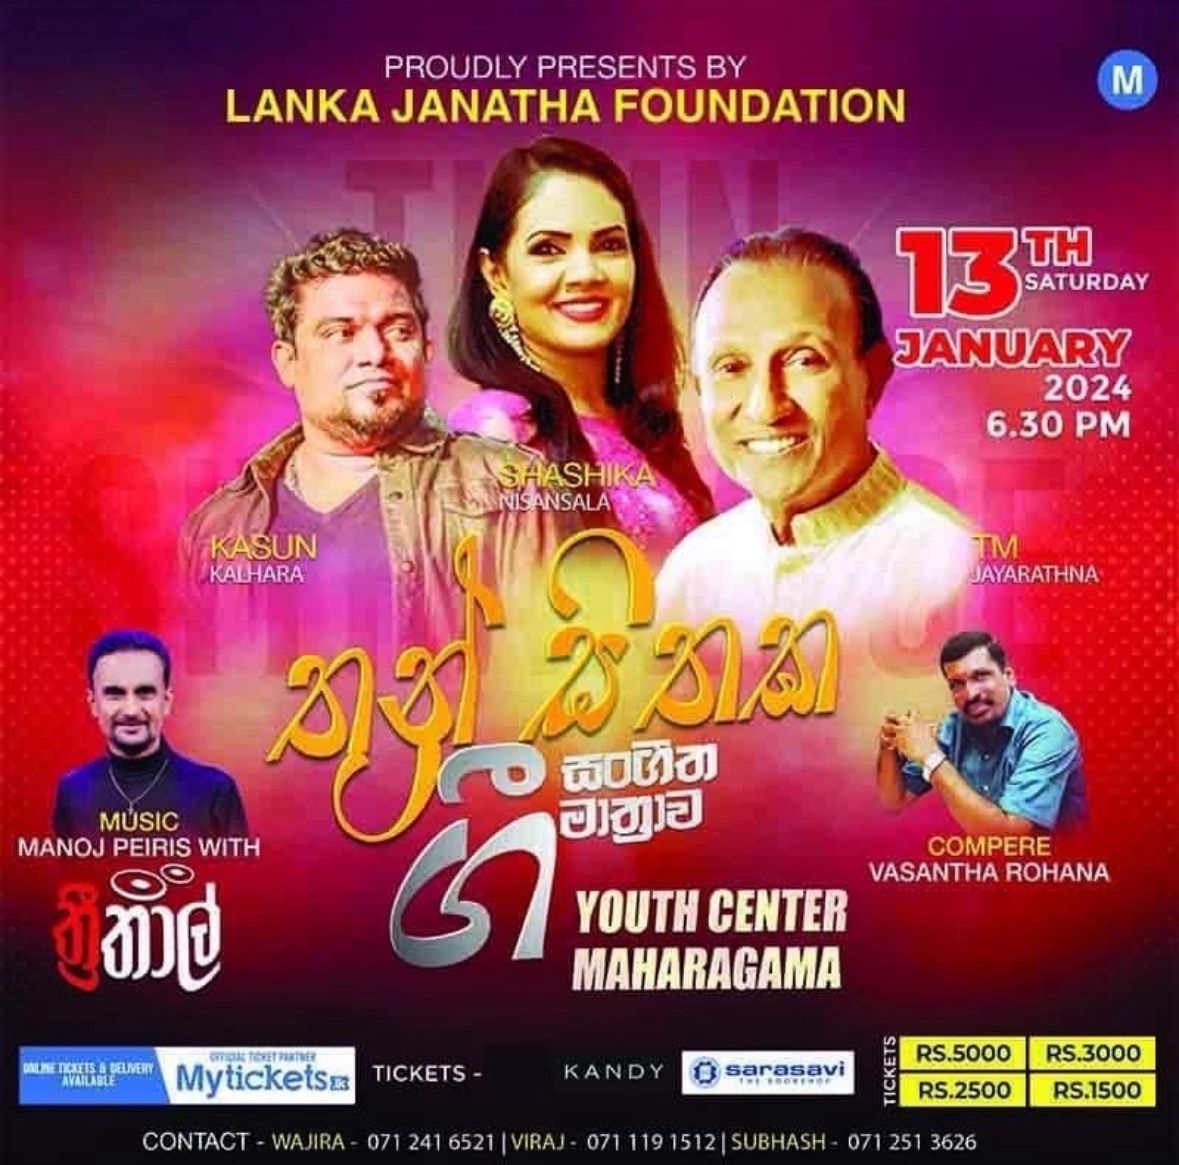 PROUDLY PRESENTS BY
LANKA JANATHA FOUNDATION
M
13TH
SATURDAY
JANUARY
2024
6.30 PM
SHASHIKA
NISANSALA
KASUN
KALHARA
TM
JAYARATHNA
තුන් සිතක
ගී
සංගීත
මාත්‍රාව
MUSIC
MANOJ PEIRIS WITH
ත්‍රීතාල්
COMPERE
VASANTHA ROHANA
YOUTH CENTER
MAHARAGAMA
ONLINE TICKETS & DELIVERY
AVAILABLE
OFFICIAL TICKET PARTNER
Mytickets.lk
TICKETS -
KANDY
sarasavi
THE BOOKSHOP
TICKETS
RS.5000 RS.3000
RS.2500 RS.1500
CONTACT - WAJIRA - 071 241 6521 | VIRAJ - 071 119 1512 | SUBHASH - 071 251 3626